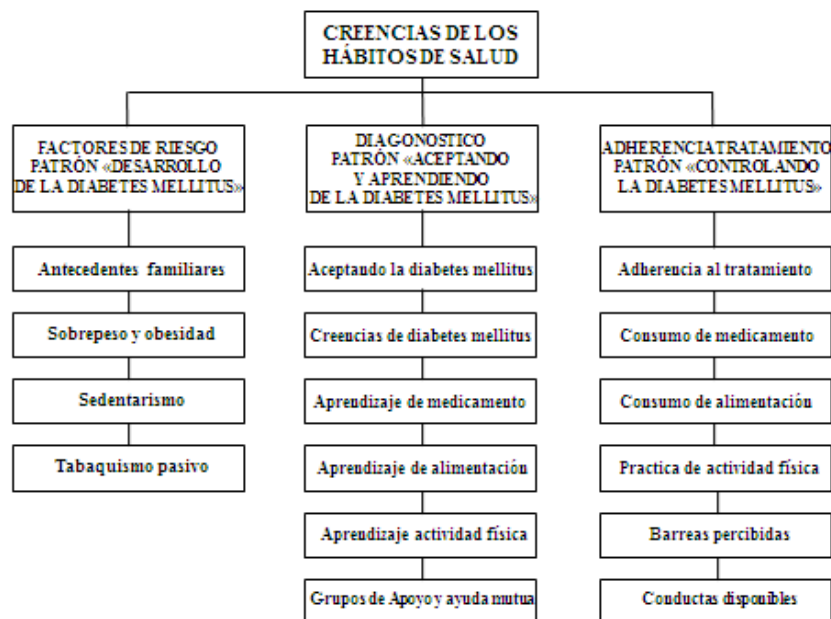 CREENCIAS DE LOS
HÁBITOS DE SALUD
FACTORES DE RIESGO
PATRÓN «DESARROLLO
DE LA DIABETES MELLITUS»
Antecedentes familiares
Sobrepeso y obesidad
Sedentarismo
Tabaquismo pasivo
DIAGONOSTICO
PATRÓN «ACEPTANDO
Y APRENDIENDO
DE LA DIABETES MELLITUS»
Aceptando la diabetes mellitus
Creencias de diabetes mellitus
Aprendizaje de medicamento
Aprendizaje de alimentación
Aprendizaje actividad física
Grupos de Apoyo y ayuda mutua
ADHERENCIA TRATAMIENTO
PATRÓN «CONTROLANDO
LA DIABETES MELLITUS»
Adherencia al tratamiento
Consumo de medicamento
Consumo de alimentación
Practica de actividad física
Barreas percibidas
Conductas disponibles